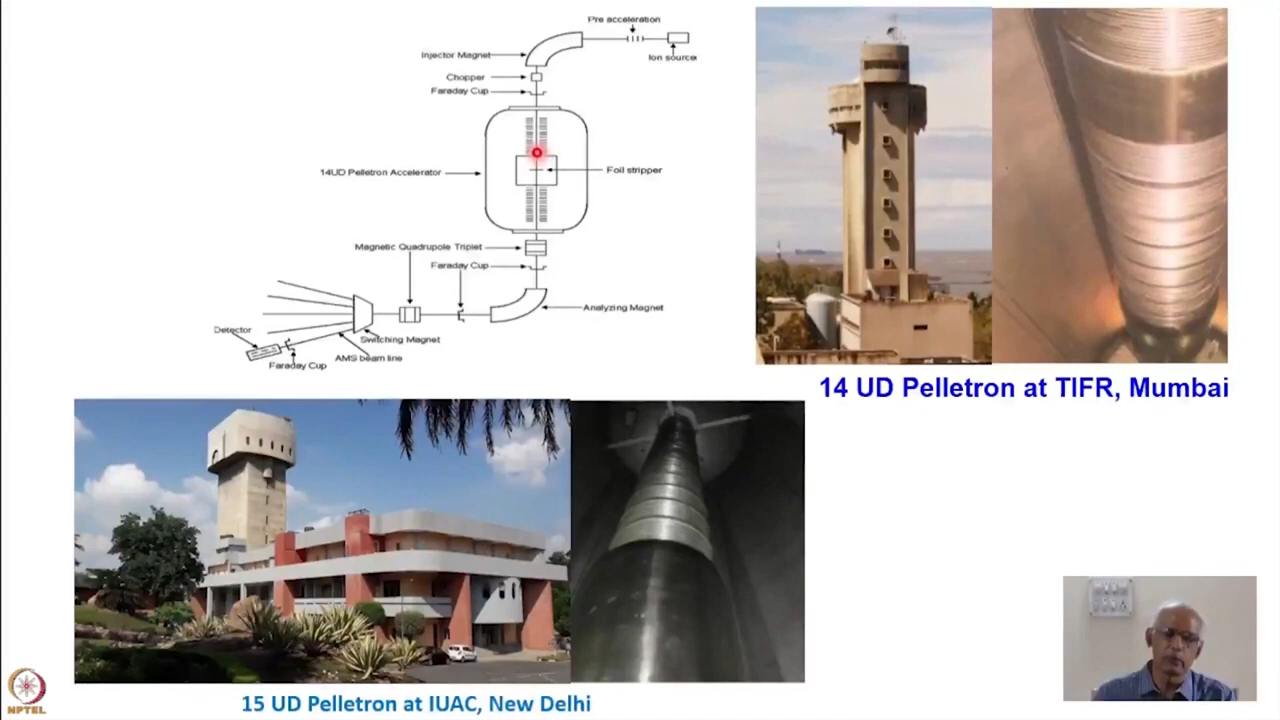 Pre acceleration
Ion source
Injector Magnet
Chopper
Faraday Cup
14UD Pelletron Accelerator
Foil stripper
Magnetic Quadrupole Triplet
Faraday Cup
Analyzing Magnet
Detector
Switching Magnet
AMS beam line
Faraday Cup
14 UD Pelletron at TIFR, Mumbai
15 UD Pelletron at IUAC, New Delhi
NPTEL